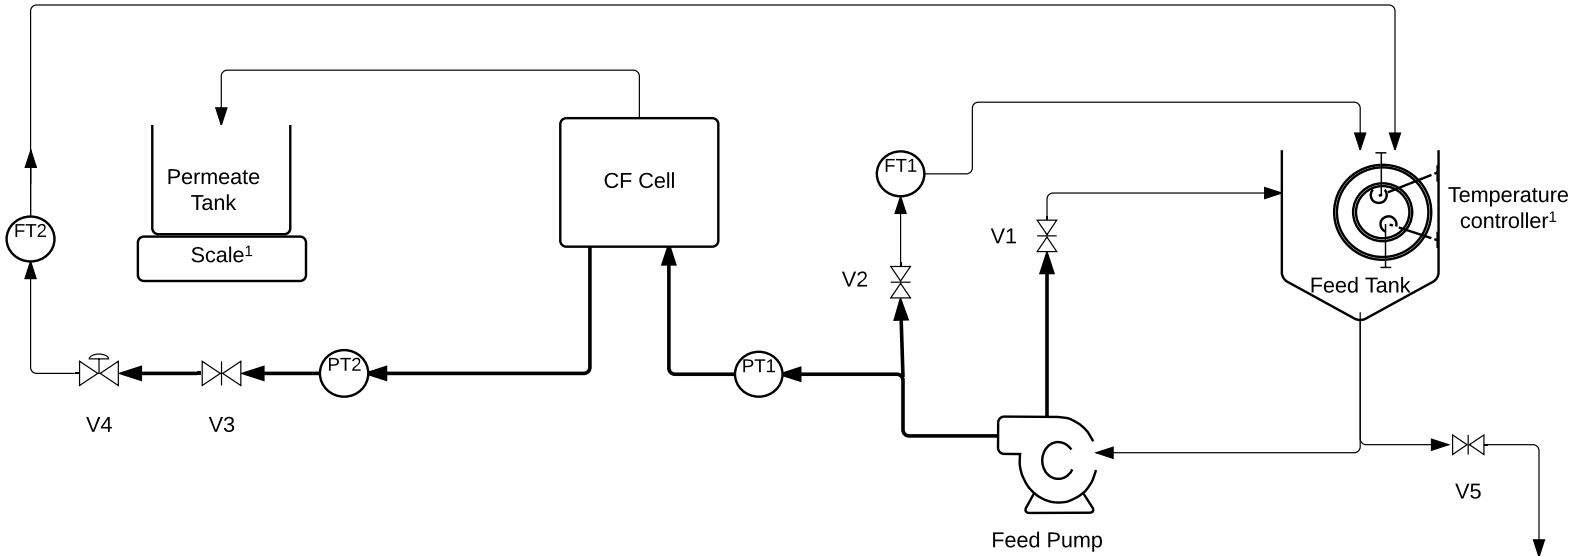 Permeate
Tank
Scale1
CF Cell
FT1
FT2
V1
V2
Temperature
controller1
Feed Tank
PT2
PT1
V4
V3
V5
Feed Pump